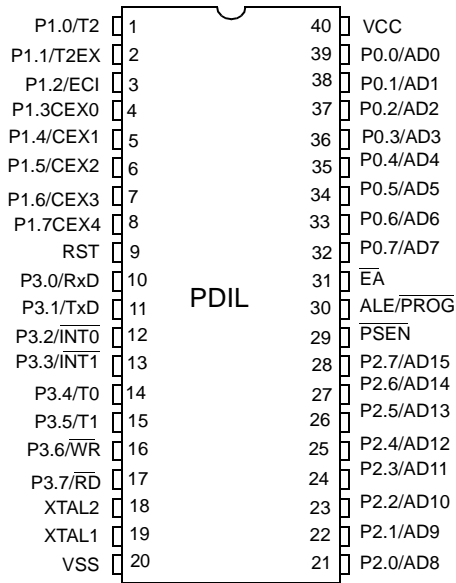 P1.0/T2 1 40 VCC
P1.1/T2EX 2 39 P0.0/AD0
P1.2/ECI 3 38 P0.1/AD1
P1.3CEX0 4 37 P0.2/AD2
P1.4/CEX1 5 36 P0.3/AD3
P1.5/CEX2 6 35 P0.4/AD4
P1.6/CEX3 7 34 P0.5/AD5
P1.7CEX4 8 33 P0.6/AD6
RST 9 32 P0.7/AD7
P3.0/RxD 10 31 E̅A̅
P3.1/TxD 11 PDIL 30 ALE/P̅R̅O̅G̅
P3.2/I̅N̅T̅0̅ 12 29 P̅S̅E̅N̅
P3.3/I̅N̅T̅1̅ 13 28 P2.7/AD15
P3.4/T0 14 27 P2.6/AD14
P3.5/T1 15 26 P2.5/AD13
P3.6/W̅R̅ 16 25 P2.4/AD12
P3.7/R̅D̅ 17 24 P2.3/AD11
XTAL2 18 23 P2.2/AD10
XTAL1 19 22 P2.1/AD9
VSS 20 21 P2.0/AD8